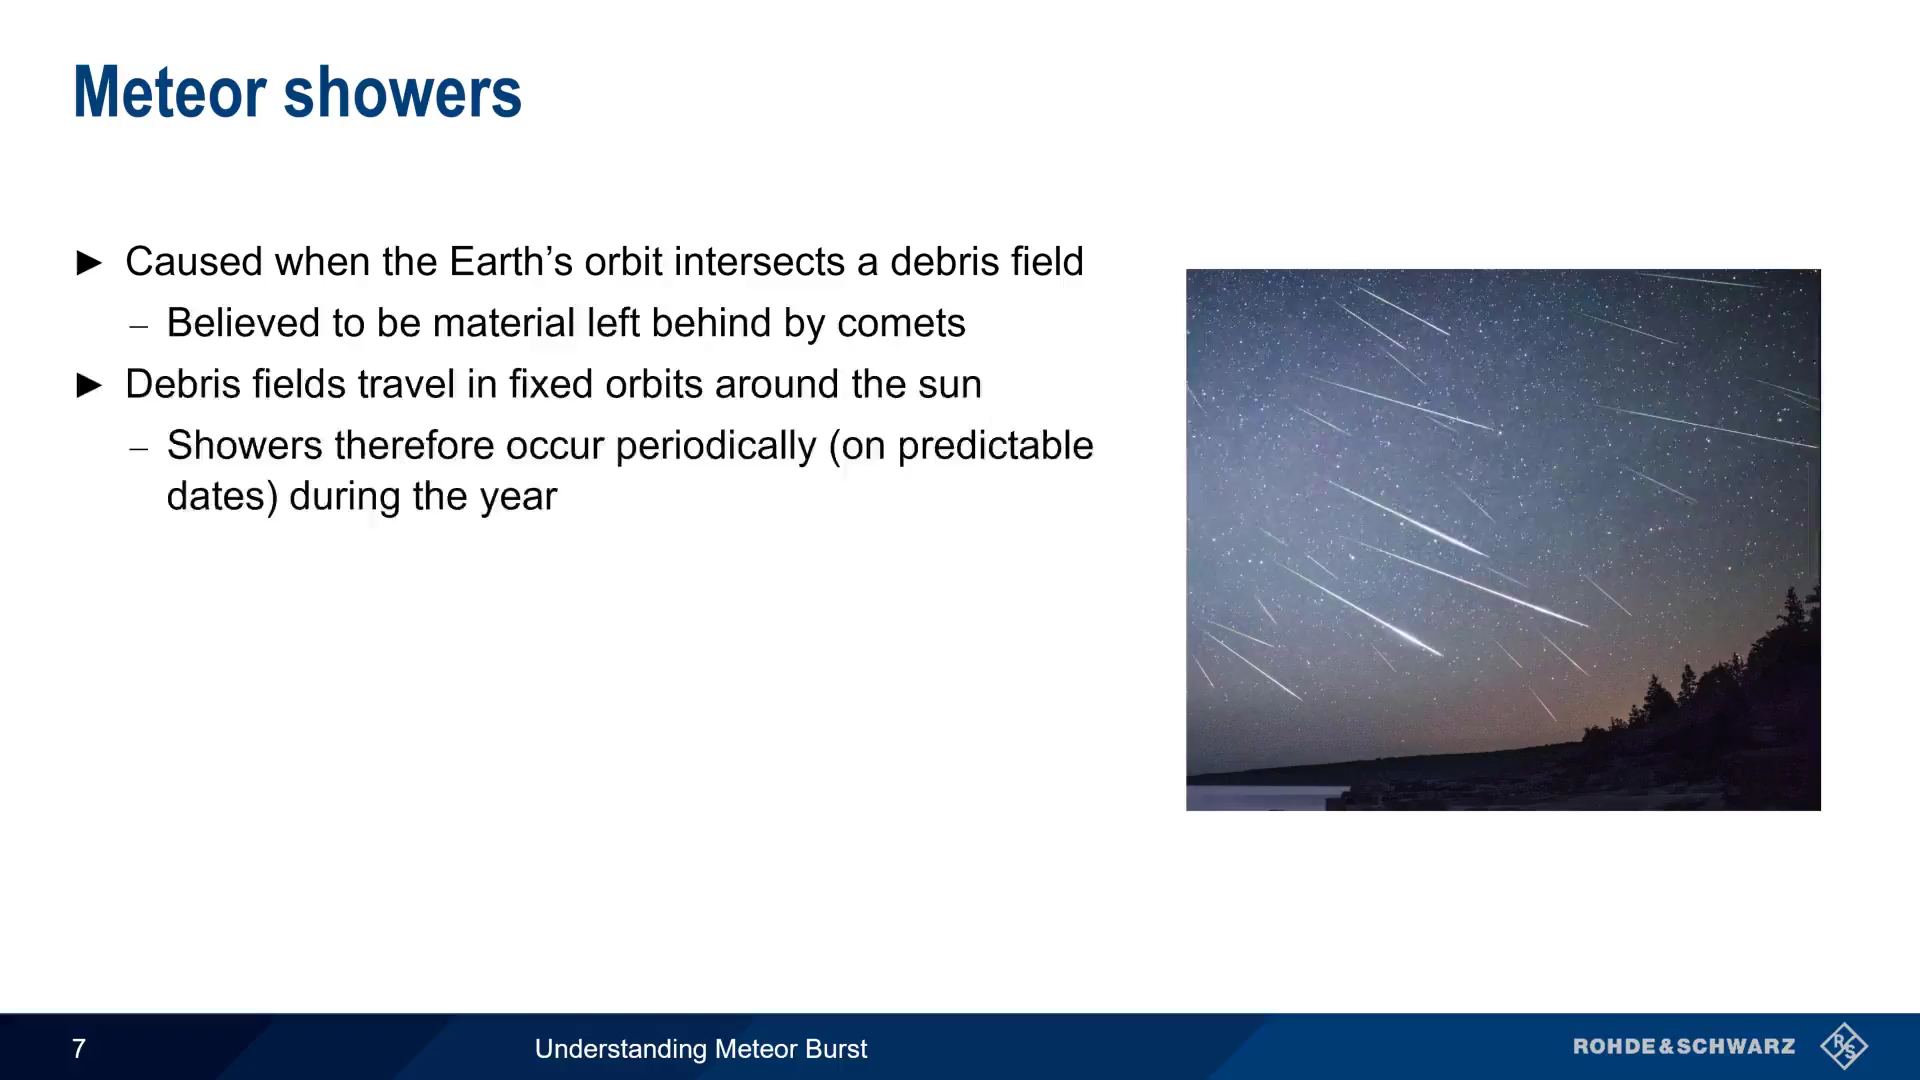 Meteor showers
► Caused when the Earth’s orbit intersects a debris field
– Believed to be material left behind by comets
► Debris fields travel in fixed orbits around the sun
– Showers therefore occur periodically (on predictable
dates) during the year
7
Understanding Meteor Burst
ROHDE&SCHWARZ
R&S